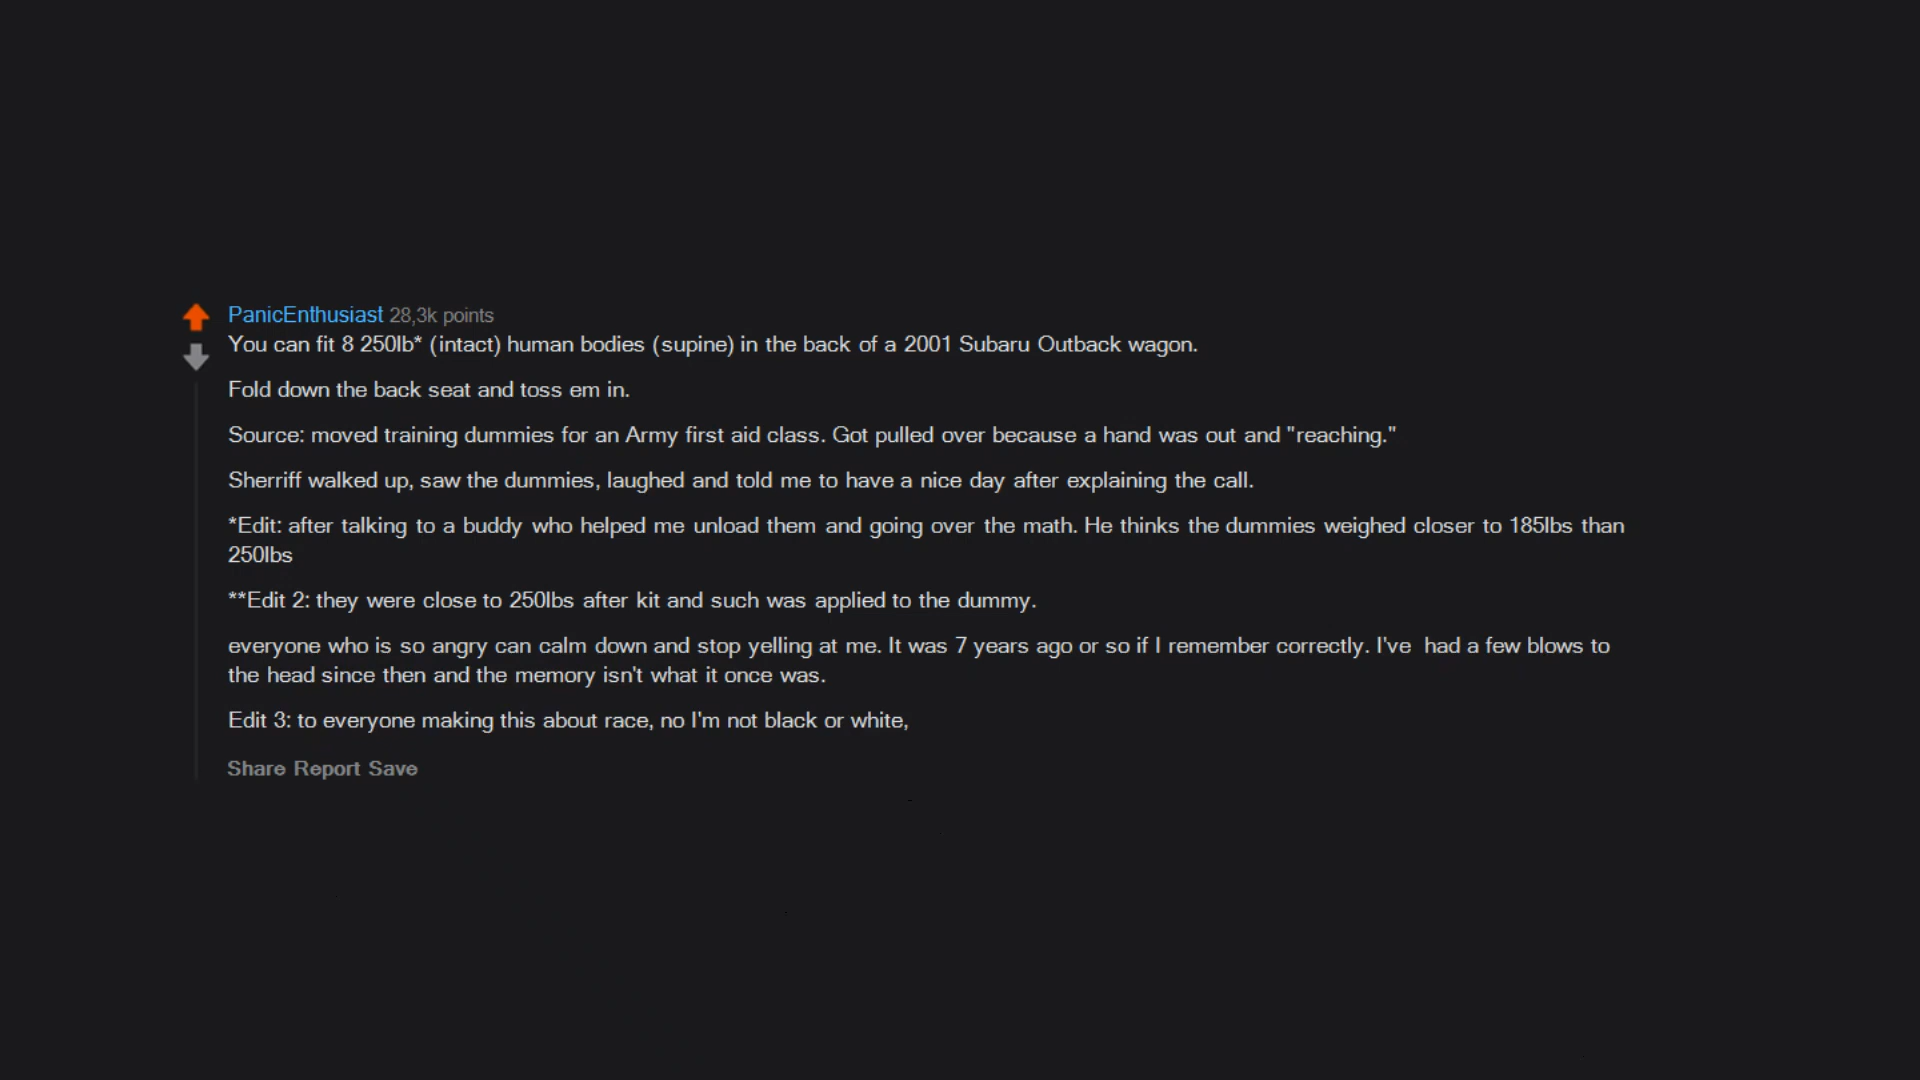 PanicEnthusiast 28,3k points
You can fit 8 250lb* (intact) human bodies (supine) in the back of a 2001 Subaru Outback wagon.
Fold down the back seat and toss em in.
Source: moved training dummies for an Army first aid class. Got pulled over because a hand was out and "reaching."
Sherriff walked up, saw the dummies, laughed and told me to have a nice day after explaining the call.
*Edit: after talking to a buddy who helped me unload them and going over the math. He thinks the dummies weighed closer to 185lbs than
250lbs
**Edit 2: they were close to 250lbs after kit and such was applied to the dummy.
everyone who is so angry can calm down and stop yelling at me. It was 7 years ago or so if I remember correctly. I've  had a few blows to
the head since then and the memory isn't what it once was.
Edit 3: to everyone making this about race, no I'm not black or white,
Share Report Save